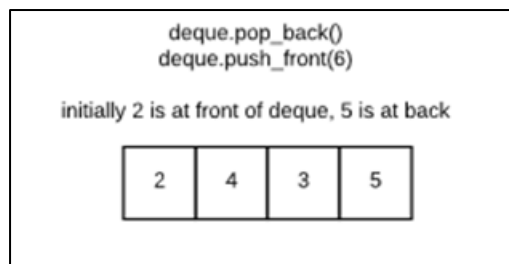 deque.pop_back()
deque.push_front(6)
initially 2 is at front of deque, 5 is at back
2 4 3 5